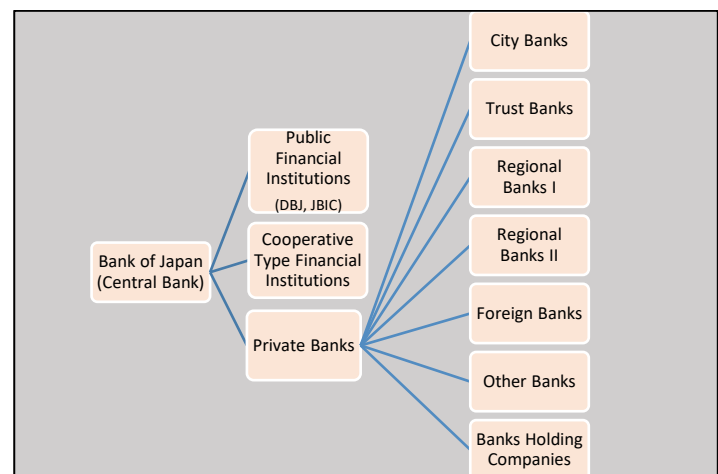 City Banks
Trust Banks
Public
Financial
Institutions
(DBJ, JBIC)
Regional
Banks I
Cooperative
Type Financial
Institutions
Regional
Banks II
Bank of Japan
(Central Bank)
Foreign Banks
Private Banks
Other Banks
Banks Holding
Companies